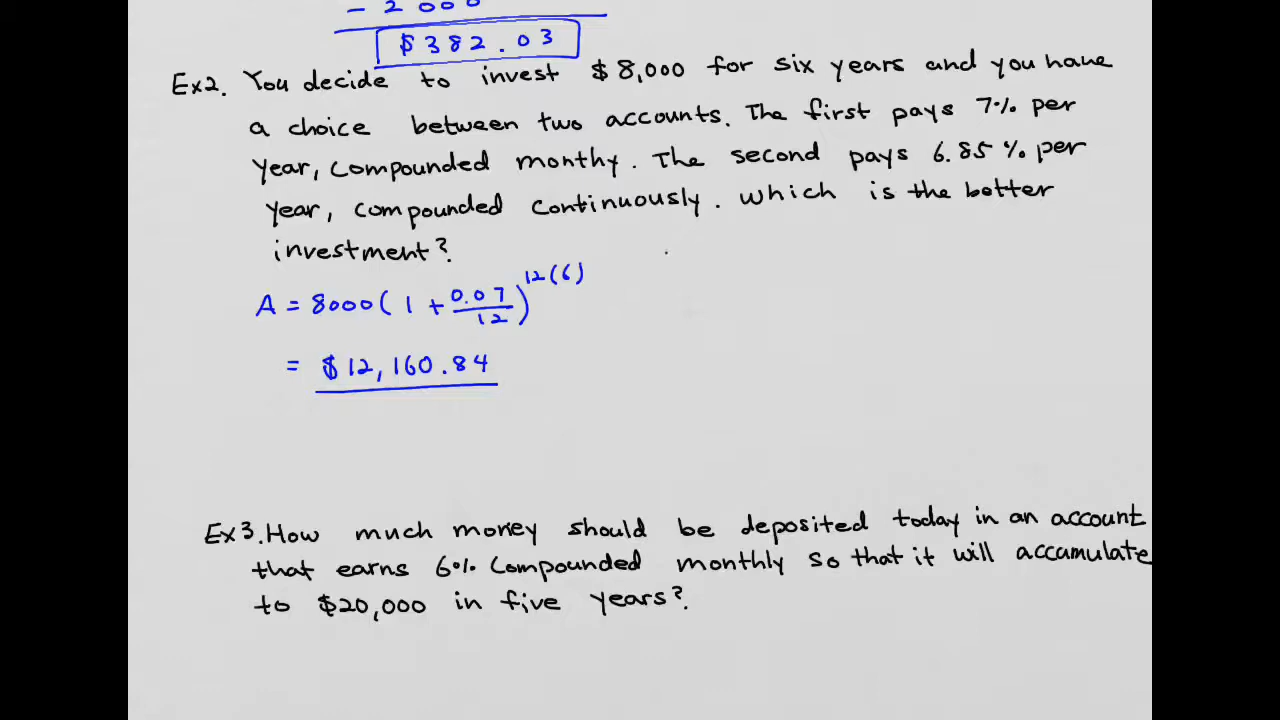 - 2 000
$382.03
Ex2. You decide to invest $8,000 for six years and you have
a choice between two accounts. The first pays 7% per
year, compounded monthy. The second pays 6.85% per
year, compounded continuously. which is the better
investment?
A = 8000(1 + 0.07/12)^12(6)
= $12,160.84
Ex3. How much money should be deposited today in an account
that earns 6% compounded monthly so that it will accumulate
to $20,000 in five years?